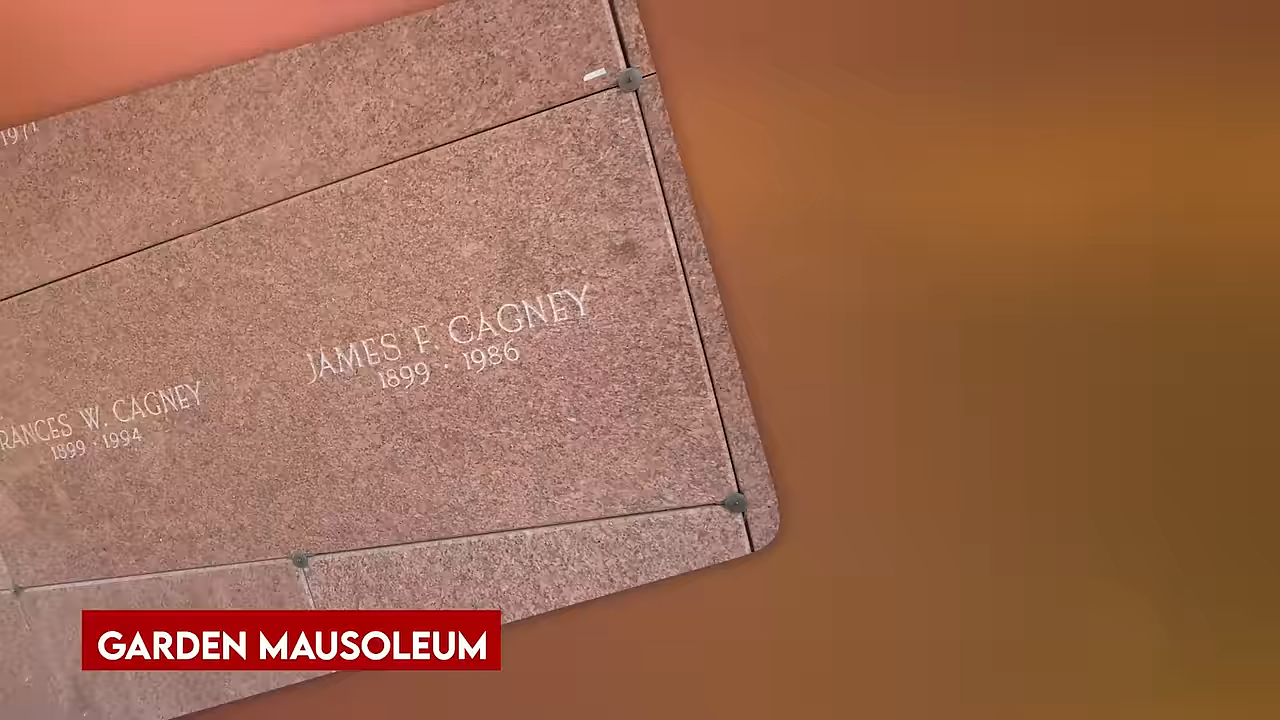 1971
JAMES F. CAGNEY
1899 · 1986
RANCES W. CAGNEY
1899 · 1994
GARDEN MAUSOLEUM